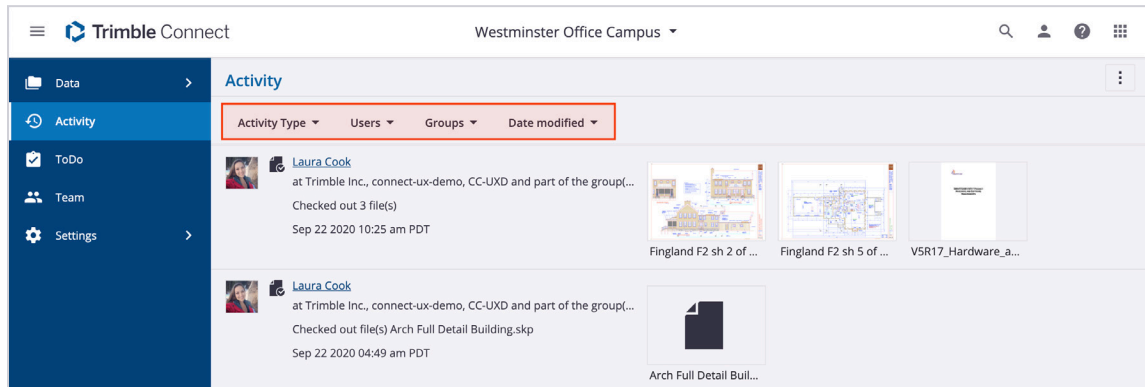 Trimble Connect
Westminster Office Campus
Data
Activity
ToDo
Team
Settings
Activity
Activity Type
Users
Groups
Date modified
Laura Cook
at Trimble Inc., connect-ux-demo, CC-UXD and part of the group(...
Checked out 3 file(s)
Sep 22 2020 10:25 am PDT
Fingland F2 sh 2 of ...
Fingland F2 sh 5 of ...
V5R17_Hardware_a...
Laura Cook
at Trimble Inc., connect-ux-demo, CC-UXD and part of the group(...
Checked out file(s) Arch Full Detail Building.skp
Sep 22 2020 04:49 am PDT
Arch Full Detail Buil...